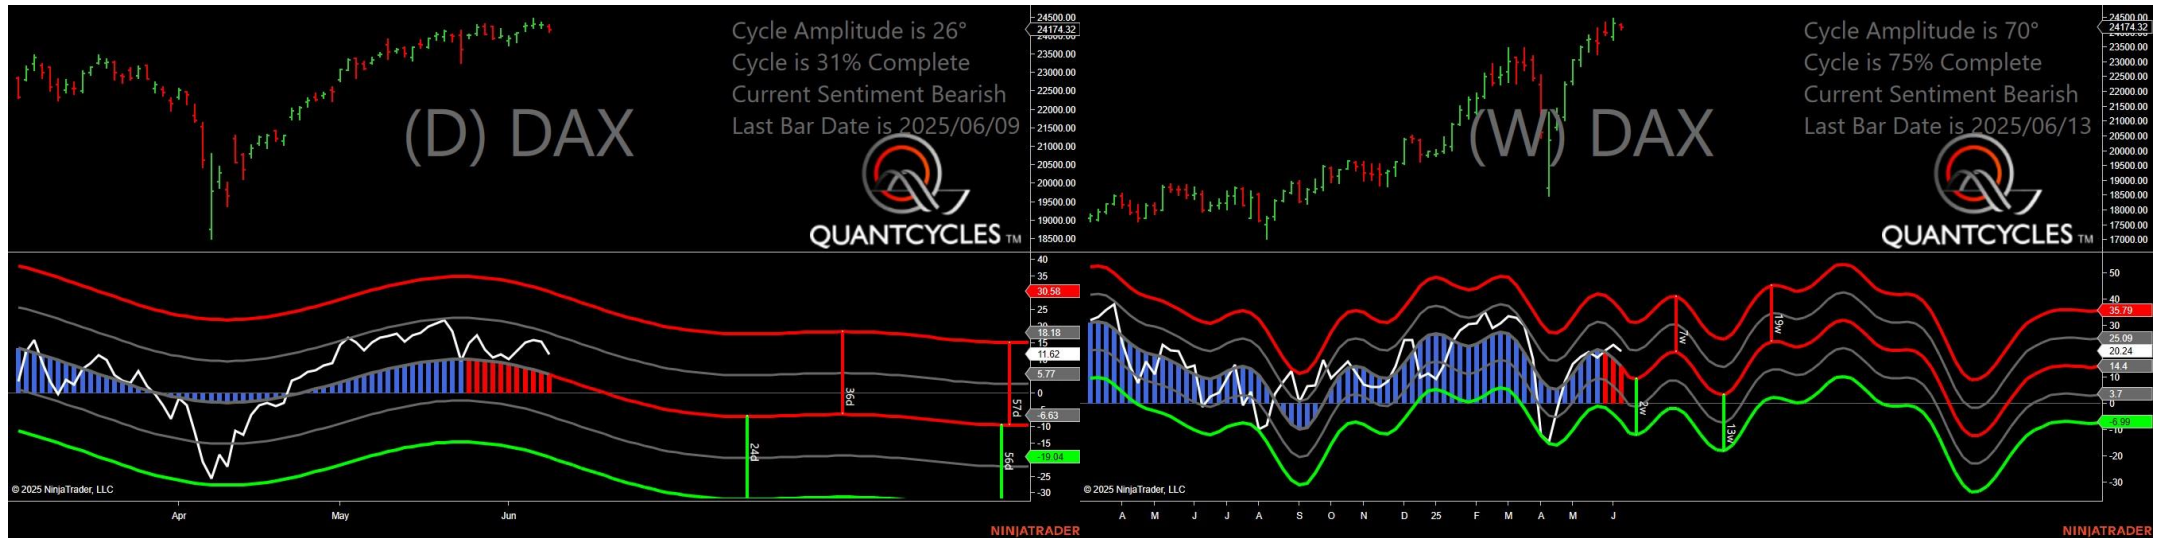 Cycle Amplitude is 26°
Cycle is 31% Complete
Current Sentiment Bearish
Last Bar Date is 2025/06/09
(D) DAX
QUANTCYCLES TM
24500.00
24174.32
23500.00
23000.00
22500.00
22000.00
21500.00
21000.00
20500.00
20000.00
19500.00
19000.00
18500.00
40
35
30.58
25
18.18
15
11.62
5.77
0
-6.63
-10
-15
-19.04
-25
-30
24d
36d
56d
57d
© 2025 NinjaTrader, LLC
Apr
May
Jun
NINJATRADER
Cycle Amplitude is 70°
Cycle is 75% Complete
Current Sentiment Bearish
Last Bar Date is 2025/06/13
(W) DAX
QUANTCYCLES TM
24500.00
24174.32
23500.00
23000.00
22500.00
22000.00
21500.00
21000.00
20500.00
20000.00
19500.00
19000.00
18500.00
18000.00
17500.00
17000.00
50
40
35.79
30
25.09
20.24
14.4
10
3.7
0
-6.99
-10
-20
-30
2w
7w
13w
19w
© 2025 NinjaTrader, LLC
A M J J A S O N D 25 F M A M J
NINJATRADER